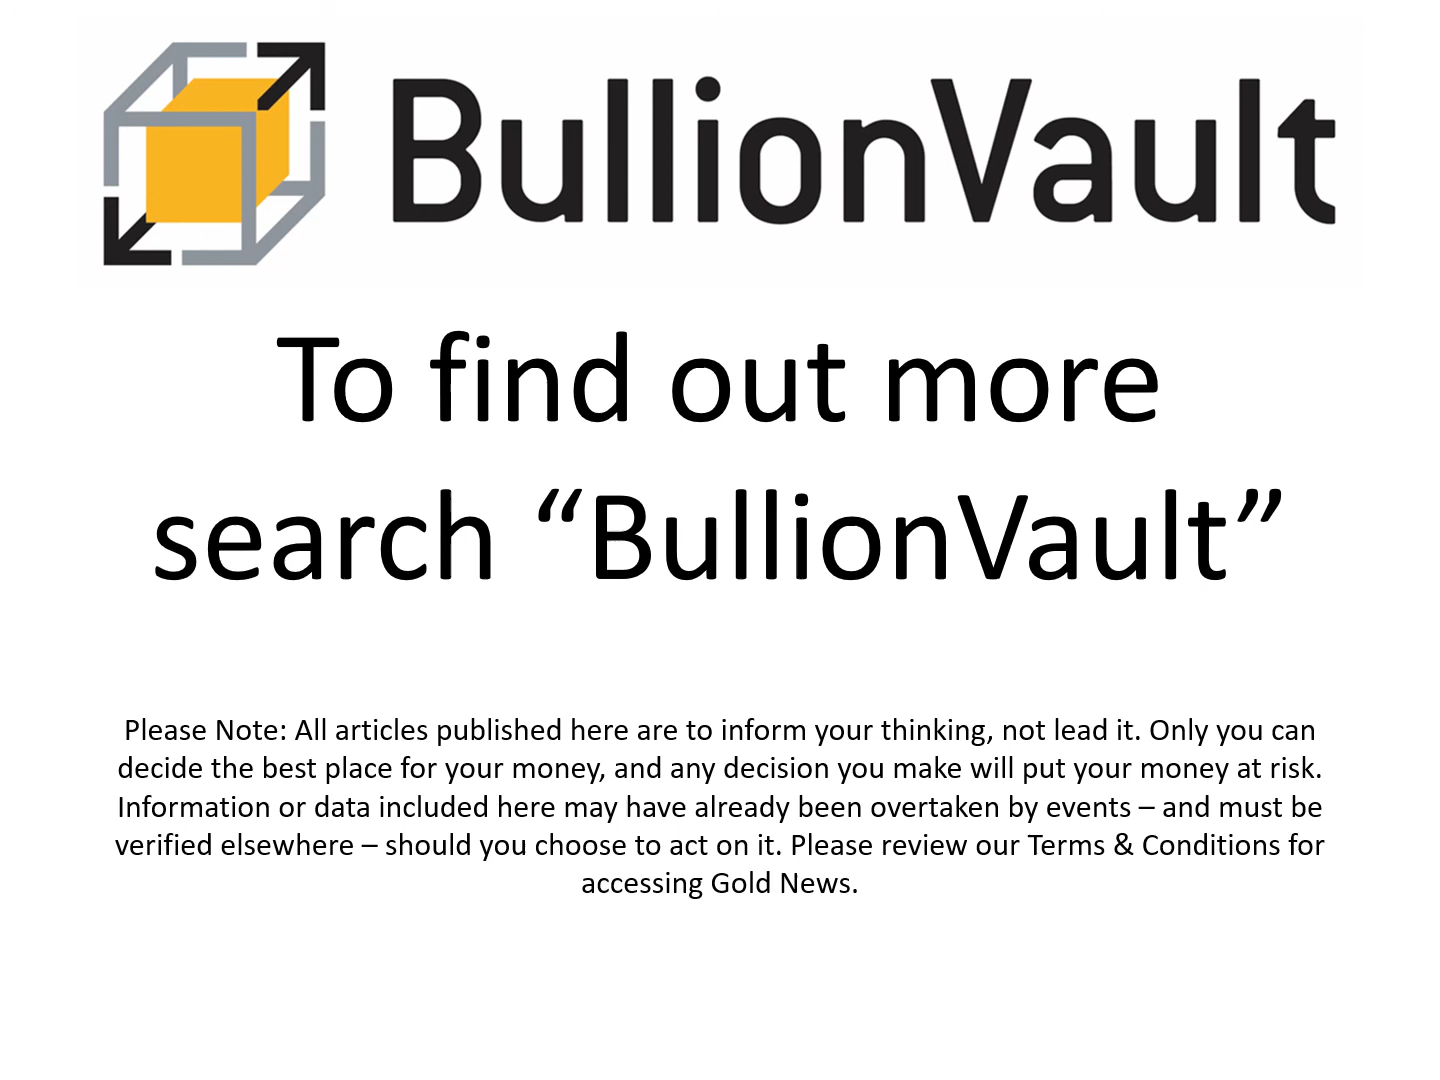 BullionVault
To find out more
search “BullionVault”
Please Note: All articles published here are to inform your thinking, not lead it. Only you can
decide the best place for your money, and any decision you make will put your money at risk.
Information or data included here may have already been overtaken by events – and must be
verified elsewhere – should you choose to act on it. Please review our Terms & Conditions for
accessing Gold News.